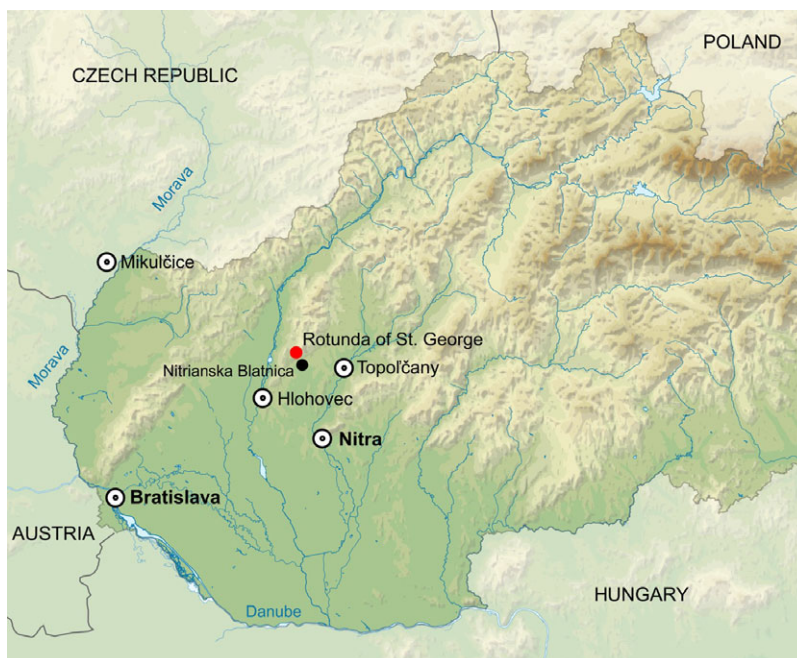 POLAND
CZECH REPUBLIC
Morava
Mikulčice
Rotunda of St. George
Morava
Nitrianska Blatnica
Topoľčany
Hlohovec
Nitra
Bratislava
AUSTRIA
HUNGARY
Danube